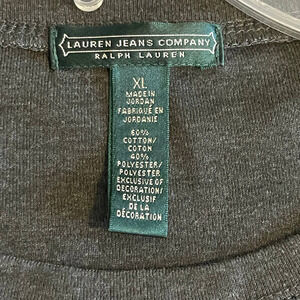 LAUREN JEANS COMPANY
RALPH LAUREN
XL
MADE IN
JORDAN
FABRIQUÉ EN
JORDANIE
60%
COTTON/
COTON
40%
POLYESTER/
POLYESTER
EXCLUSIVE OF
DECORATION/
EXCLUSIF
DE LA
DÉCORATION